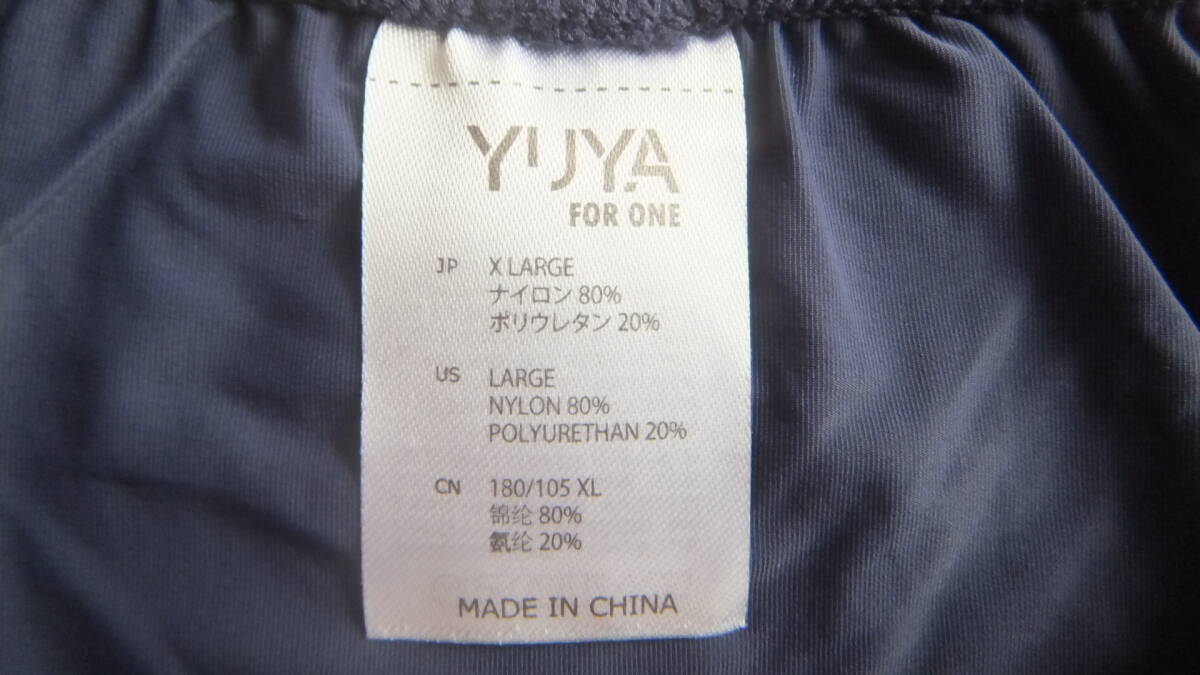 YUYA
FOR ONE
JP X LARGE
ナイロン 80%
ポリウレタン 20%
US LARGE
NYLON 80%
POLYURETHAN 20%
CN 180/105 XL
锦纶 80%
氨纶 20%
MADE IN CHINA